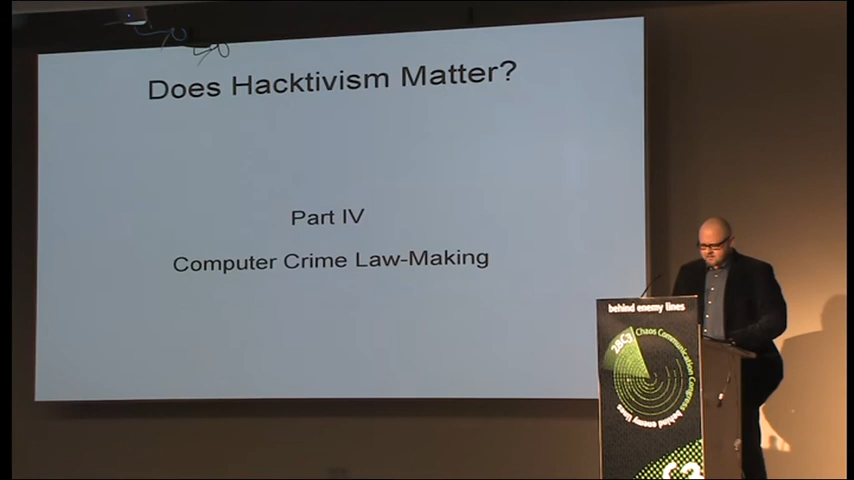 Does Hacktivism Matter?
Part IV
Computer Crime Law-Making
behind enemy lines
28C3
Chaos Communication Congress
behind enemy lines
C3